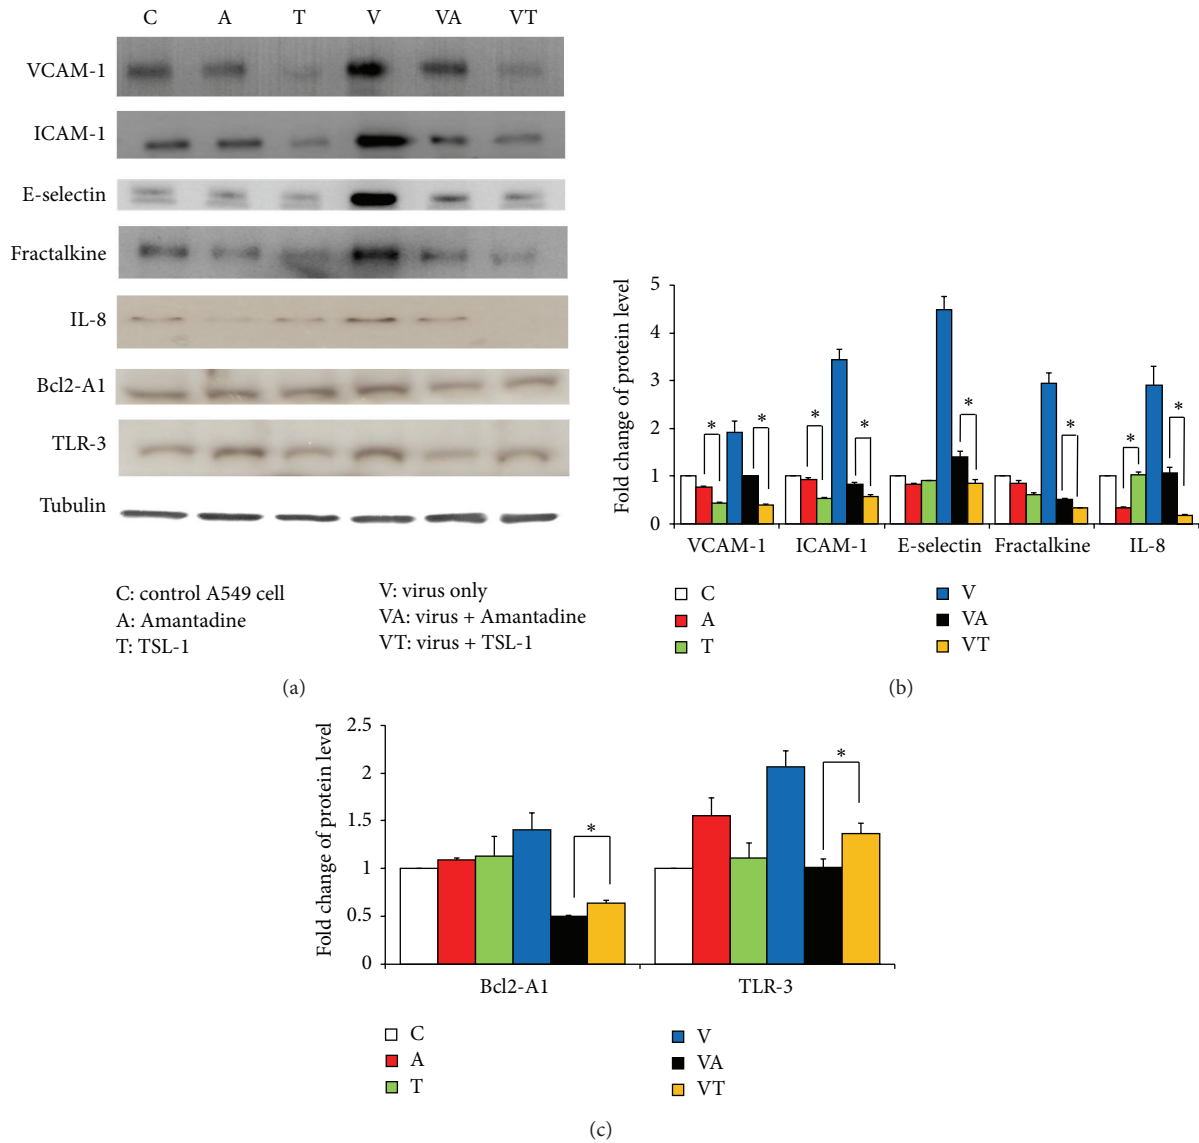 C A T V VA VT
VCAM-1
ICAM-1
E-selectin
Fractalkine
IL-8
Bcl2-A1
TLR-3
Tubulin
C: control A549 cell
A: Amantadine
T: TSL-1
V: virus only
VA: virus + Amantadine
VT: virus + TSL-1
(a)
Fold change of protein level
5
4
3
2
1
0
* * * * * * * *
VCAM-1 ICAM-1 E-selectin Fractalkine IL-8
C
A
T
V
VA
VT
(b)
Fold change of protein level
2.5
2
1.5
1
0.5
0
* *
Bcl2-A1 TLR-3
C
A
T
V
VA
VT
(c)